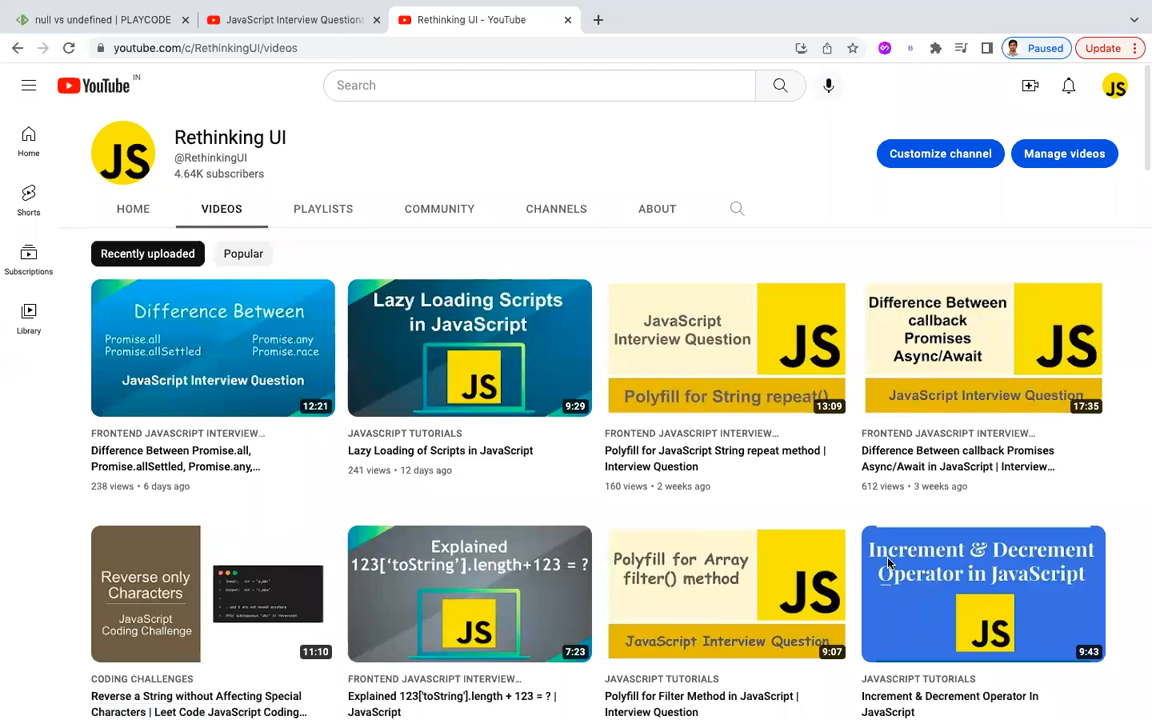 null vs undefined | PLAYCODE
JavaScript Interview Question
Rethinking UI - YouTube
youtube.com/c/RethinkingUI/videos
Paused
Update
YouTube IN
Search
JS
Home
Shorts
Subscriptions
Library
JS
Rethinking UI
@RethinkingUI
4.64K subscribers
Customize channel
Manage videos
HOME
VIDEOS
PLAYLISTS
COMMUNITY
CHANNELS
ABOUT
Recently uploaded
Popular
Difference Between
Promise.all Promise.any
Promise.allSettled Promise.race
JavaScript Interview Question
12:21
FRONTEND JAVASCRIPT INTERVIEW...
Difference Between Promise.all,
Promise.allSettled, Promise.any,...
238 views • 6 days ago
Lazy Loading Scripts
in JavaScript
JS
9:29
JAVASCRIPT TUTORIALS
Lazy Loading of Scripts in JavaScript
241 views • 12 days ago
JavaScript
Interview Question
JS
Polyfill for String repeat()
13:09
FRONTEND JAVASCRIPT INTERVIEW...
Polyfill for JavaScript String repeat method |
Interview Question
160 views • 2 weeks ago
Difference Between
callback
Promises
Async/Await
JS
JavaScript Interview Question
17:35
FRONTEND JAVASCRIPT INTERVIEW...
Difference Between callback Promises
Async/Await in JavaScript | Interview...
612 views • 3 weeks ago
Reverse only
Characters
JavaScript
Coding Challenge
11:10
CODING CHALLENGES
Reverse a String without Affecting Special
Characters | Leet Code JavaScript Coding...
Explained
123['toString'].length+123 = ?
JS
7:23
FRONTEND JAVASCRIPT INTERVIEW...
Explained 123['toString'].length + 123 = ? |
JavaScript
Polyfill for Array
filter() method
JS
JavaScript Interview Question
9:07
JAVASCRIPT TUTORIALS
Polyfill for Filter Method in JavaScript |
Interview Question
Increment & Decrement
Operator in JavaScript
JS
9:43
JAVASCRIPT TUTORIALS
Increment & Decrement Operator In
JavaScript